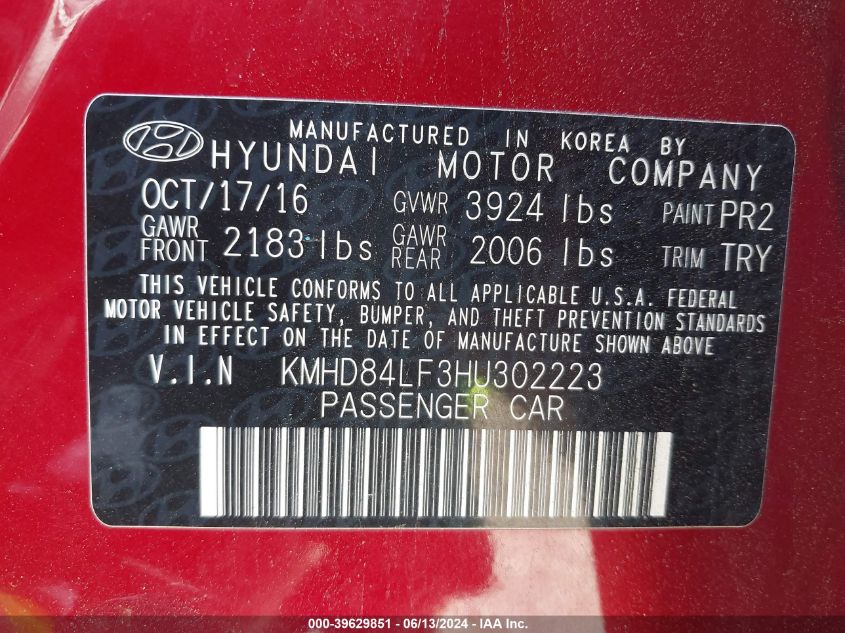 MANUFACTURED IN KOREA BY
HYUNDAI MOTOR COMPANY
OCT/17/16 GVWR 3924 lbs PAINT PR2
GAWR FRONT 2183 lbs GAWR REAR 2006 lbs TRIM TRY
THIS VEHICLE CONFORMS TO ALL APPLICABLE U.S.A. FEDERAL
MOTOR VEHICLE SAFETY, BUMPER, AND THEFT PREVENTION STANDARDS
IN EFFECT ON THE DATE OF MANUFACTURE SHOWN ABOVE
V.I.N KMHD84LF3HU302223
PASSENGER CAR
000-39629851 - 06/13/2024 - IAA Inc.